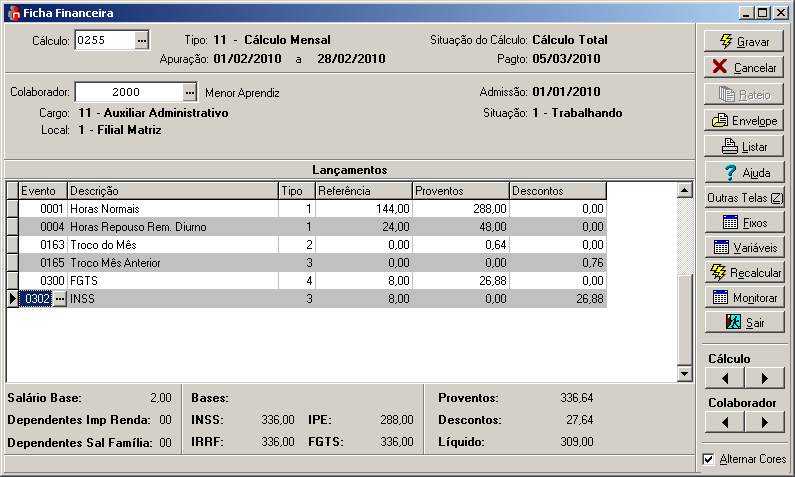 Ficha Financeira
Cálculo: 0255 ... Tipo: 11 - Cálculo Mensal Situação do Cálculo: Cálculo Total
Apuração: 01/02/2010 a 28/02/2010 Pagto: 05/03/2010
Colaborador: 2000 ... Menor Aprendiz Admissão: 01/01/2010
Cargo: 11 - Auxiliar Administrativo Situação: 1 - Trabalhando
Local: 1 - Filial Matriz
Lançamentos
Evento Descrição Tipo Referência Proventos Descontos
0001 Horas Normais 1 144,00 288,00 0,00
0004 Horas Repouso Rem. Diurno 1 24,00 48,00 0,00
0163 Troco do Mês 2 0,00 0,64 0,00
0165 Troco Mês Anterior 3 0,00 0,00 0,76
0300 FGTS 4 8,00 26,88 0,00
0302 ... INSS 3 8,00 0,00 26,88
Salário Base: 2,00 Bases: Proventos: 336,64
Dependentes Imp Renda: 00 INSS: 336,00 IPE: 288,00 Descontos: 27,64
Dependentes Sal Família: 00 IRRF: 336,00 FGTS: 336,00 Líquido: 309,00
Gravar
Cancelar
Rateio
Envelope
Listar
Ajuda
Outras Telas (Z)
Fixos
Variáveis
Recalcular
Monitorar
Sair
Cálculo
Colaborador
Alternar Cores